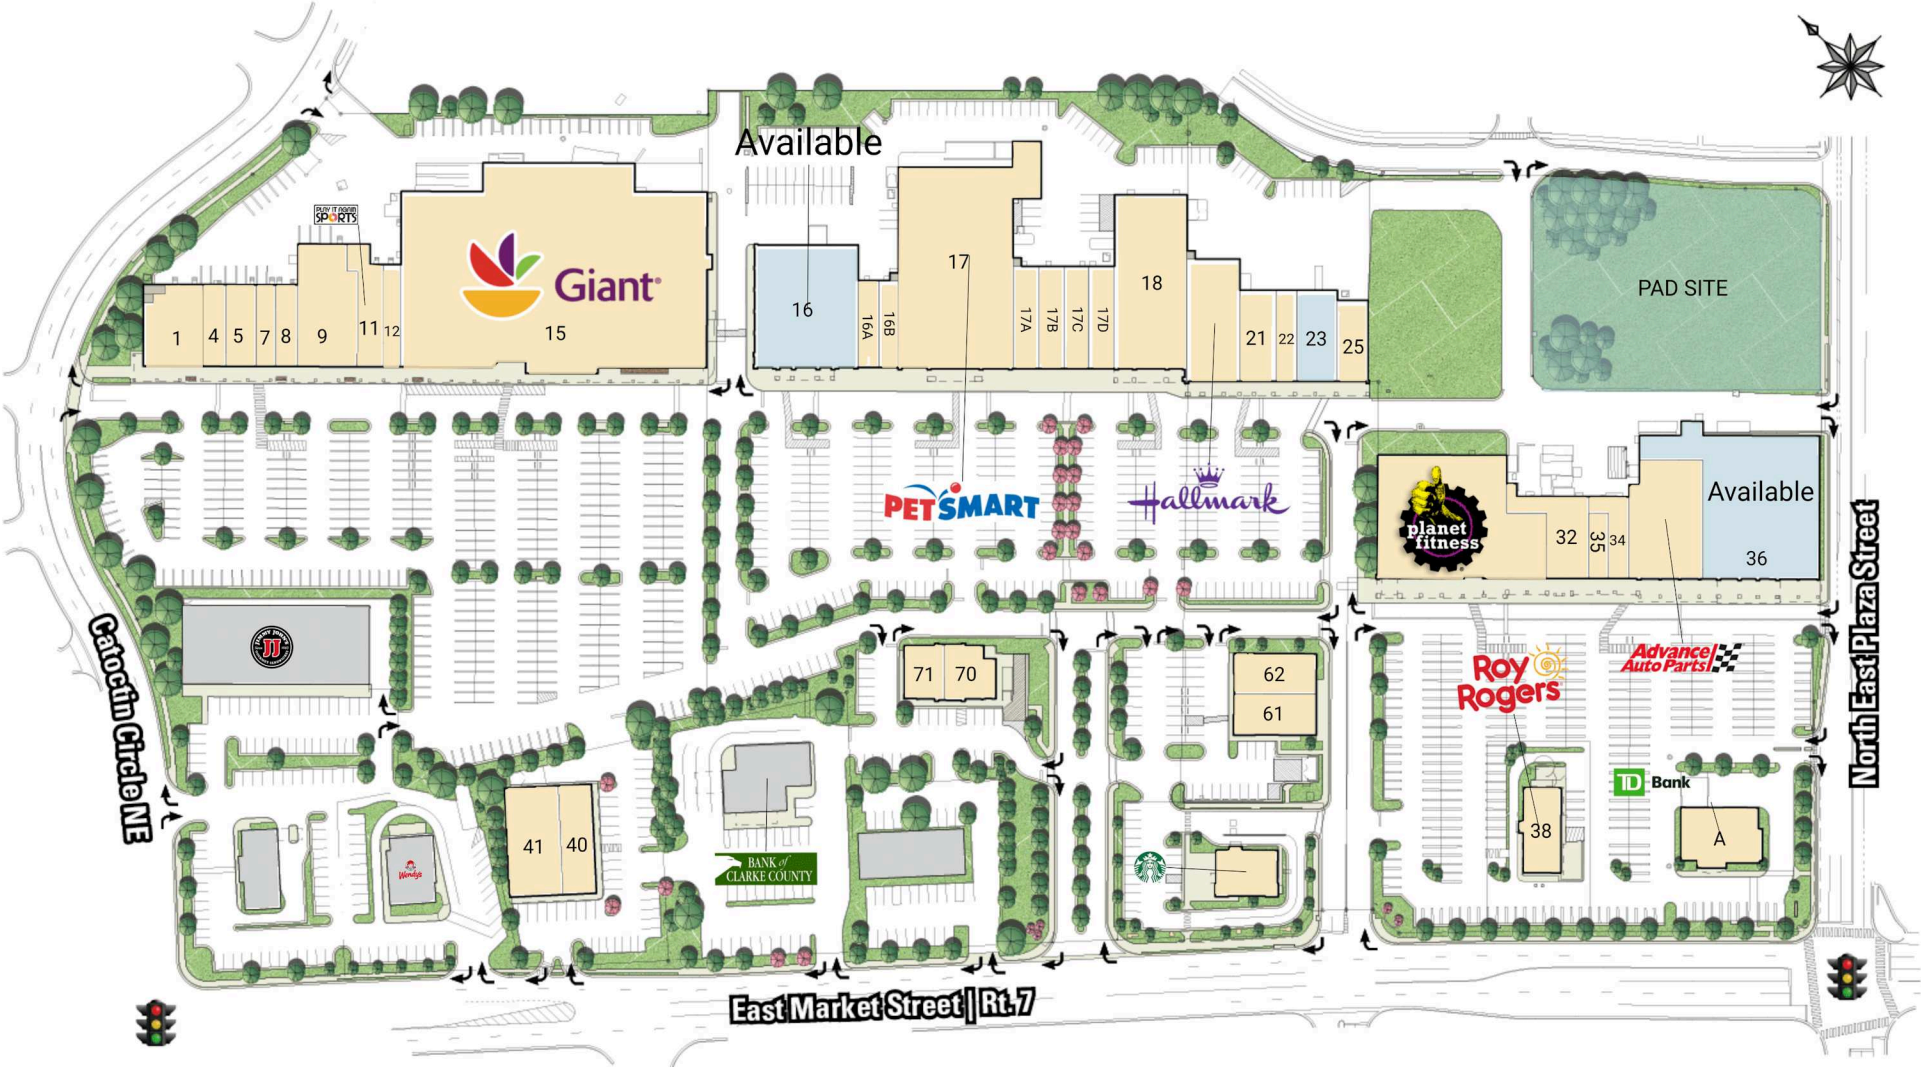 Available
PLAY IT AGAIN
SPORTS
Giant
1
4
5
7
8
9
11
12
15
16
16A
16B
17
17A
17B
17C
17D
18
21
22
23
25
PAD SITE
PETSMART
Hallmark
planet
fitness
32
35
34
Available
36
JIMMY JOHN'S
JJ
71
70
62
61
Roy
Rogers
Advance
Auto Parts
TD Bank
38
A
Wendy's
41
40
BANK of
CLARKE COUNTY
Catoctin Circle NE
North East Plaza Street
East Market Street | Rt. 7